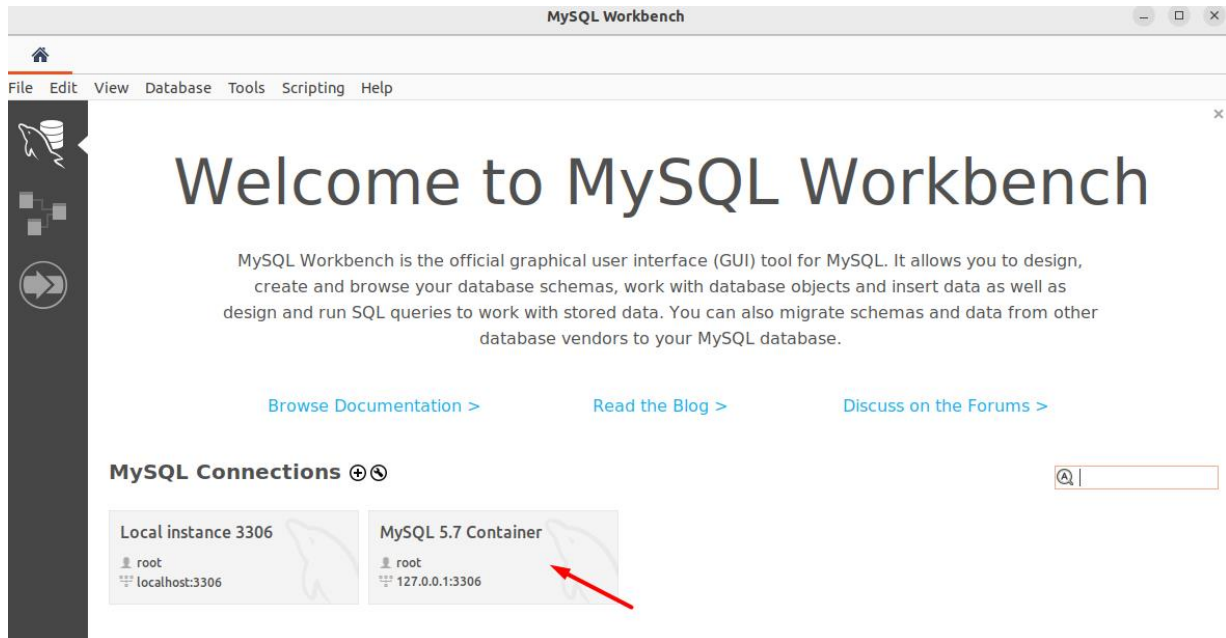 MySQL Workbench
File Edit View Database Tools Scripting Help
Welcome to MySQL Workbench
MySQL Workbench is the official graphical user interface (GUI) tool for MySQL. It allows you to design,
create and browse your database schemas, work with database objects and insert data as well as
design and run SQL queries to work with stored data. You can also migrate schemas and data from other
database vendors to your MySQL database.
Browse Documentation > Read the Blog > Discuss on the Forums >
MySQL Connections
Local instance 3306 MySQL 5.7 Container
root root
localhost:3306 127.0.0.1:3306